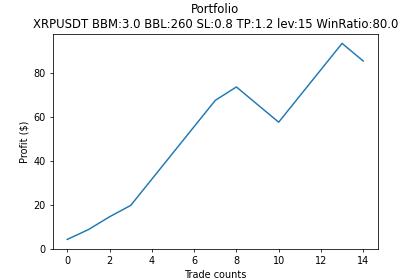 Portfolio
XRPUSDT BBM:3.0 BBL:260 SL:0.8 TP:1.2 lev:15 WinRatio:80.0
80
60
40
20
0
Profit ($)
0 2 4 6 8 10 12 14
Trade counts